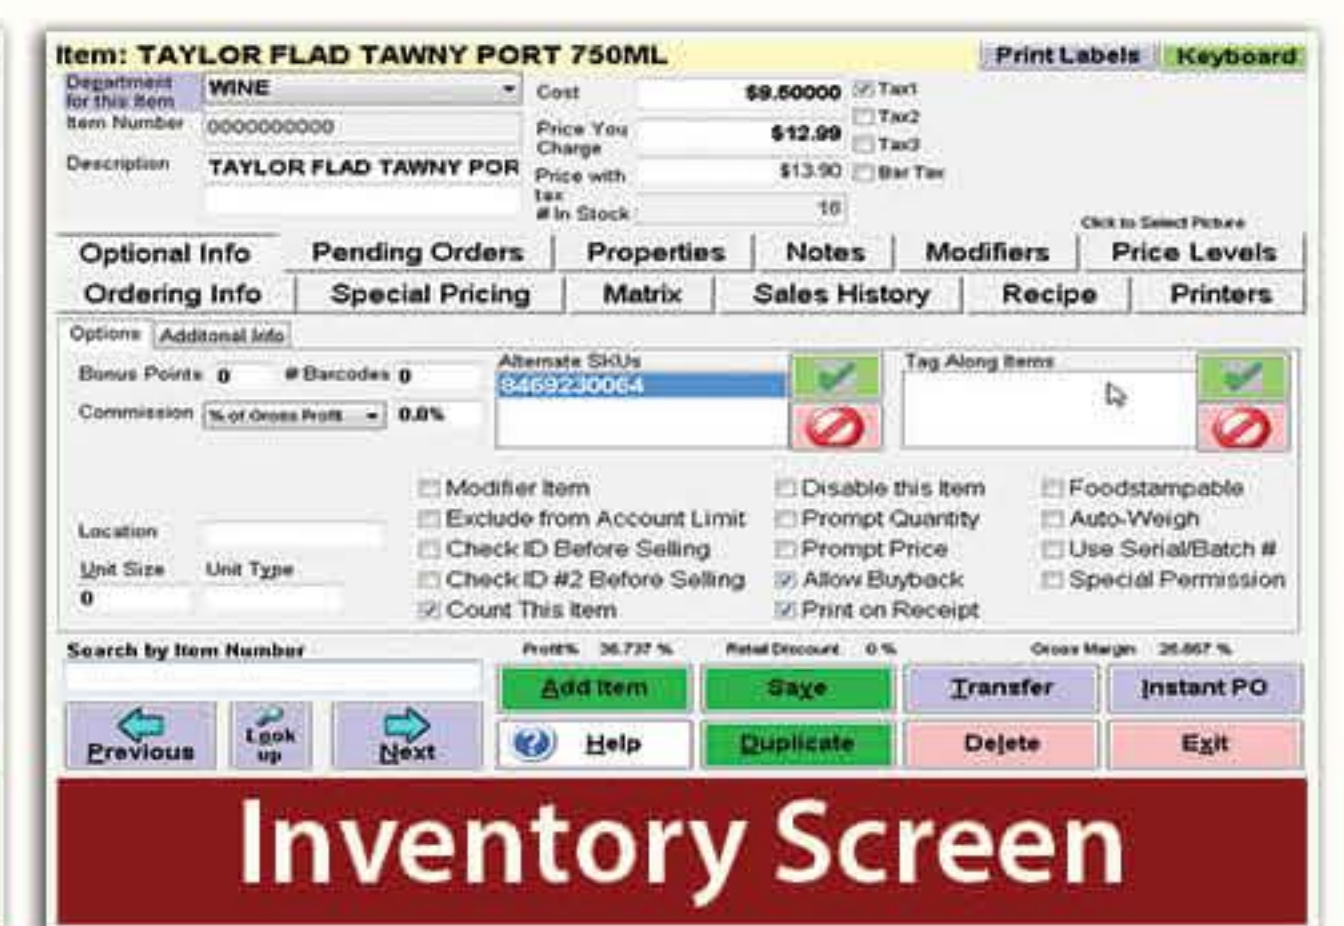 Item: TAYLOR FLAD TAWNY PORT 750ML Print Labels Keyboard
Department for this Item WINE
Cost $9.50000 Tax1
Item Number 0000000000
Tax2
Price You Charge $12.99
Tax3
Description TAYLOR FLAD TAWNY POR
Price with tax $13.90 Bar Tax
# In Stock 16
Click to Select Picture
Optional Info Pending Orders Properties Notes Modifiers Price Levels
Ordering Info Special Pricing Matrix Sales History Recipe Printers
Options Additonal Info
Bonus Points 0 # Barcodes 0
Alternate SKUs
8469230064
Tag Along Items
Commission % of Gross Profit 0.0%
Modifier Item Disable this Item Foodstampable
Exclude from Account Limit Prompt Quantity Auto-Weigh
Location
Check ID Before Selling Prompt Price Use Serial/Batch #
Unit Size Unit Type
Check ID #2 Before Selling Allow Buyback Special Permission
0
Count This Item Print on Receipt
Search by Item Number
Profit% 36.737 % Retail Discount 0 % Gross Margin 26.867 %
Add Item Save Transfer Instant PO
Previous Look up Next Help Duplicate Delete Exit
Inventory Screen